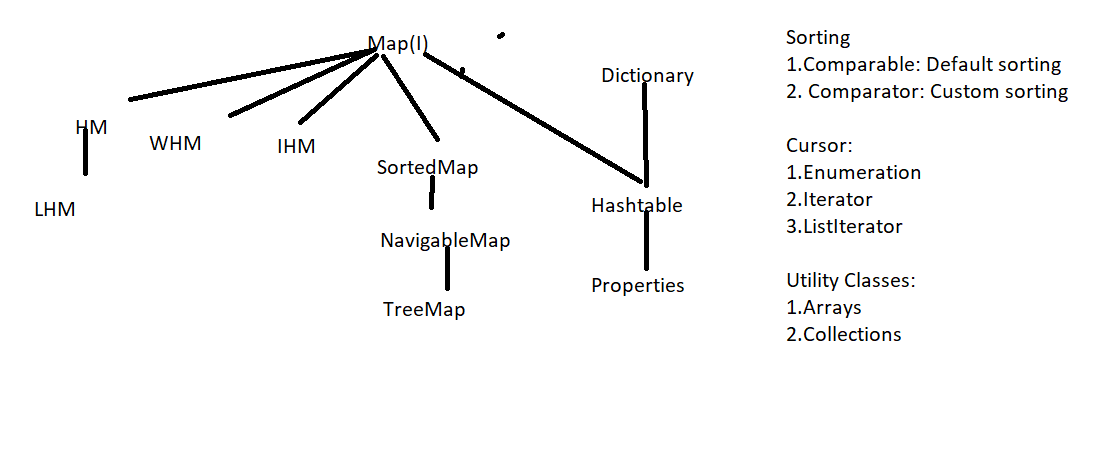 Map(I)
Dictionary
HM
WHM
IHM
SortedMap
LHM
Hashtable
NavigableMap
Properties
TreeMap
Sorting
1.Comparable: Default sorting
2. Comparator: Custom sorting
Cursor:
1.Enumeration
2.Iterator
3.ListIterator
Utility Classes:
1.Arrays
2.Collections